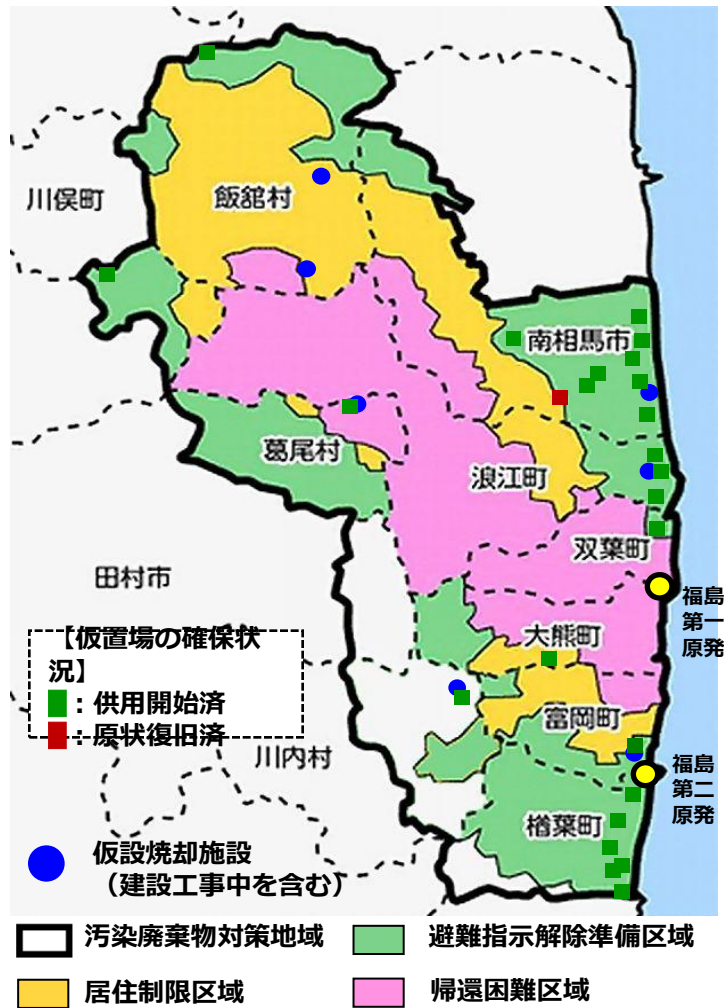 飯舘村
川俣町
南相馬市
葛尾村
浪江町
双葉町
田村市
福島
第一
原発
大熊町
【仮置場の確保状
況】
:供用開始済
:原状復旧済
富岡町
川内村
福島
第二
原発
楢葉町
仮設焼却施設
（建設工事中を含む）
汚染廃棄物対策地域
避難指示解除準備区域
居住制限区域
帰還困難区域